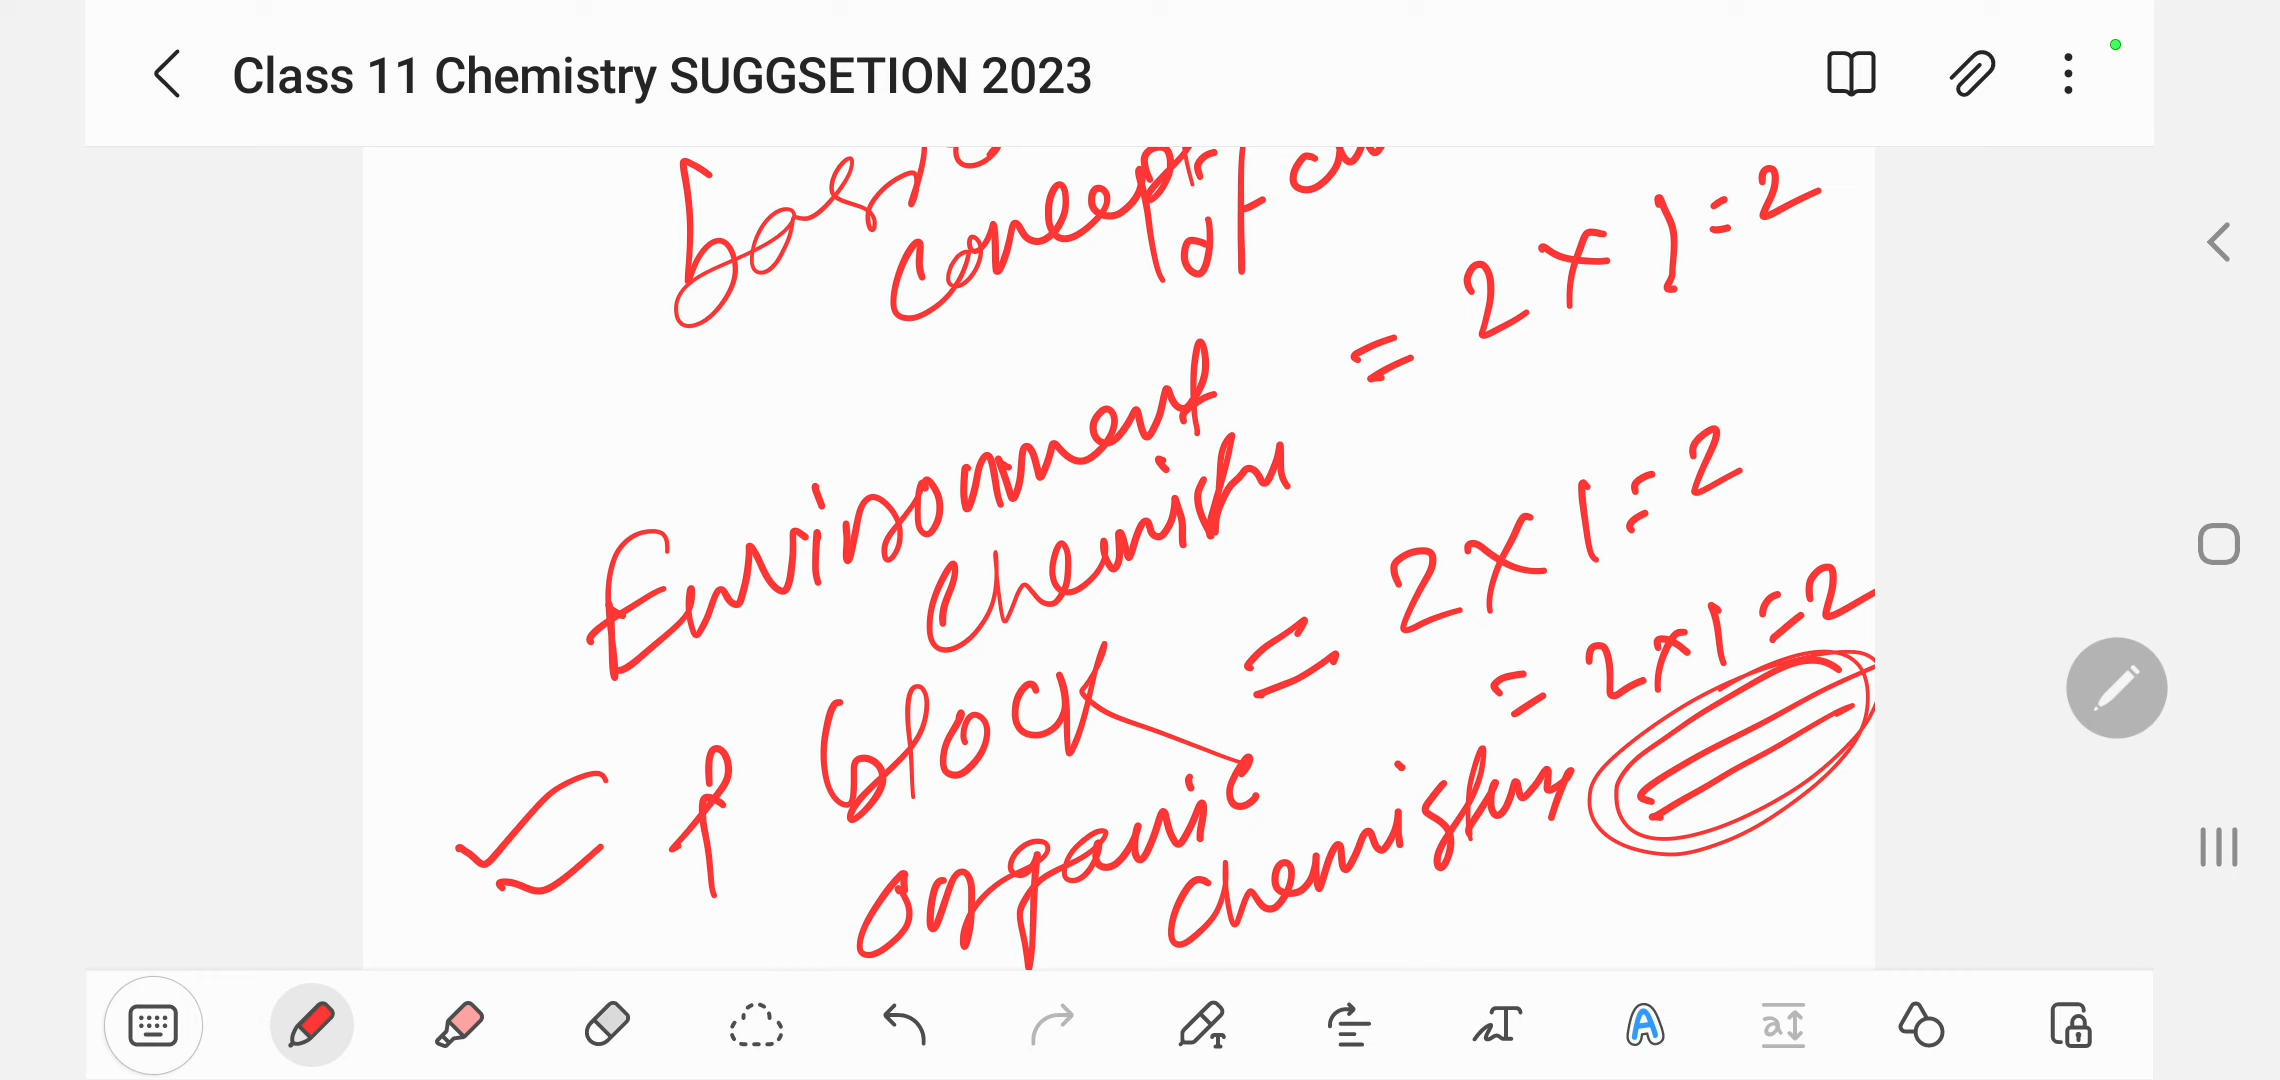 Class 11 Chemistry SUGGSETION 2023
Concept of
Environment = 2 x 1 = 2
Chemistry
P block = 2 x 1 = 2
Organic Chemistry = 2 x 1 = 2